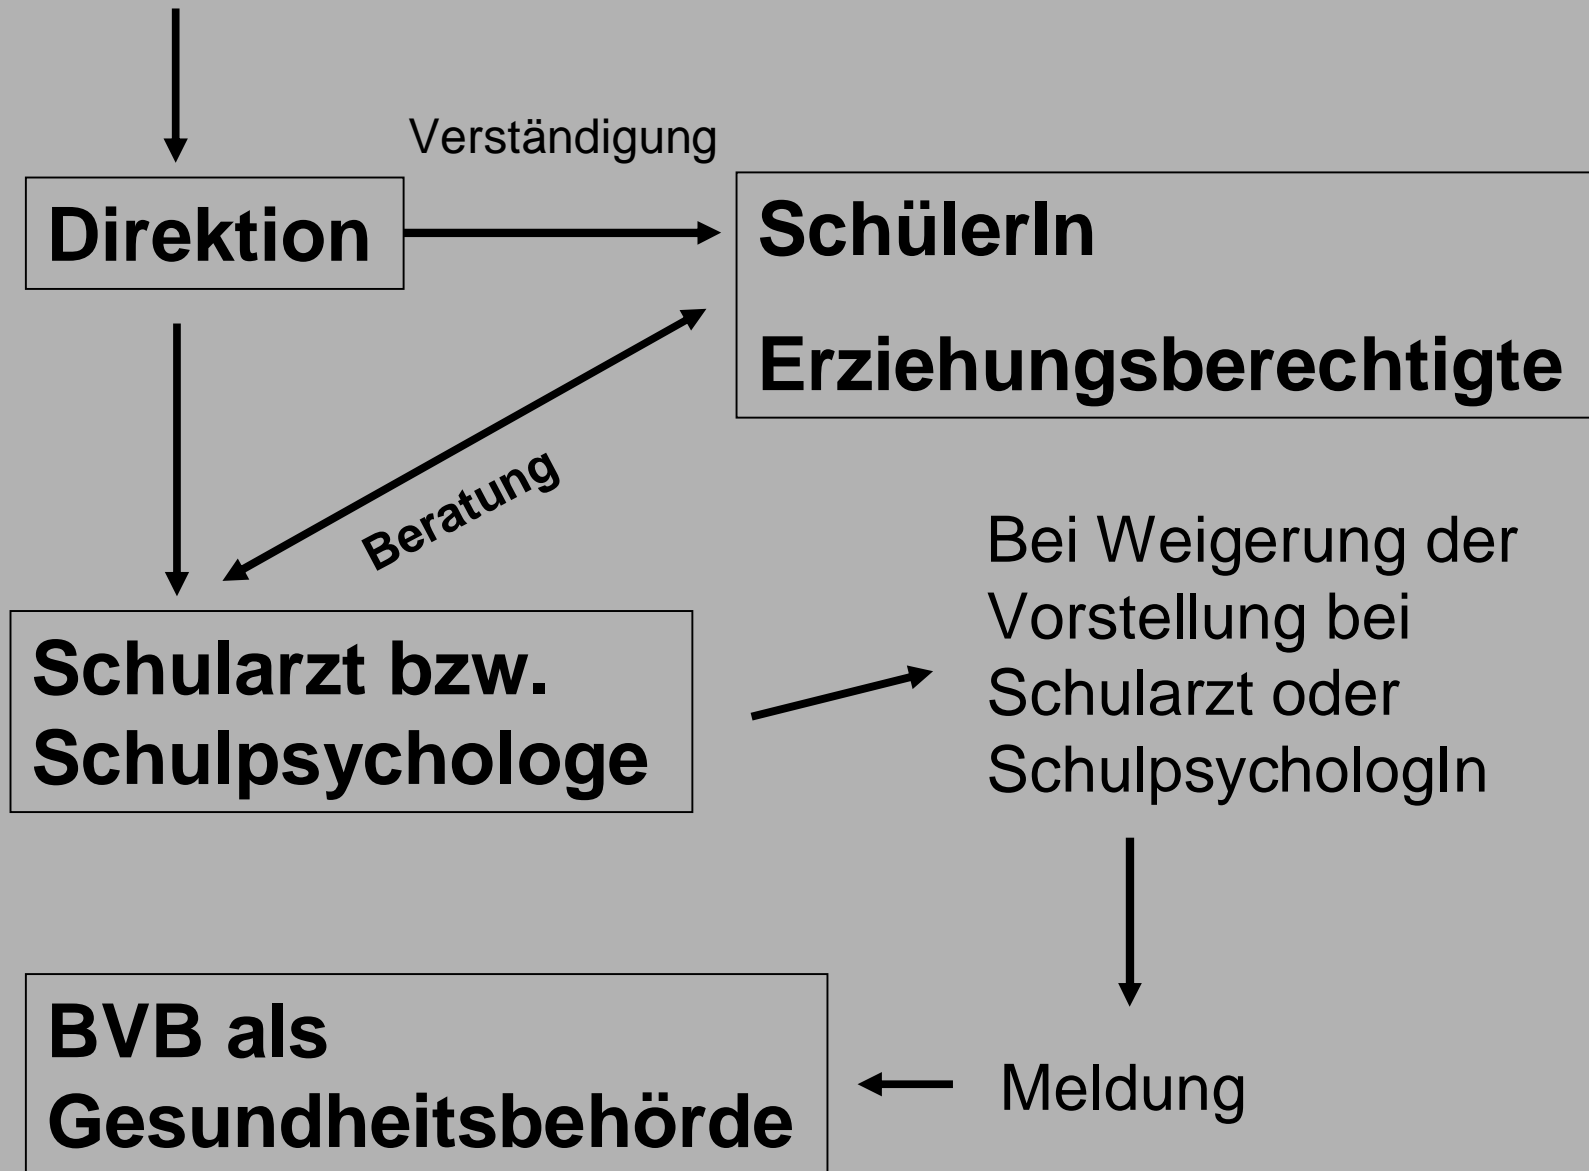 Verständigung
Direktion
SchülerIn
Erziehungsberechtigte
Beratung
Bei Weigerung der
Vorstellung bei
Schularzt oder
SchulpsychologIn
Schularzt bzw.
Schulpsychologe
BVB als
Gesundheitsbehörde
Meldung